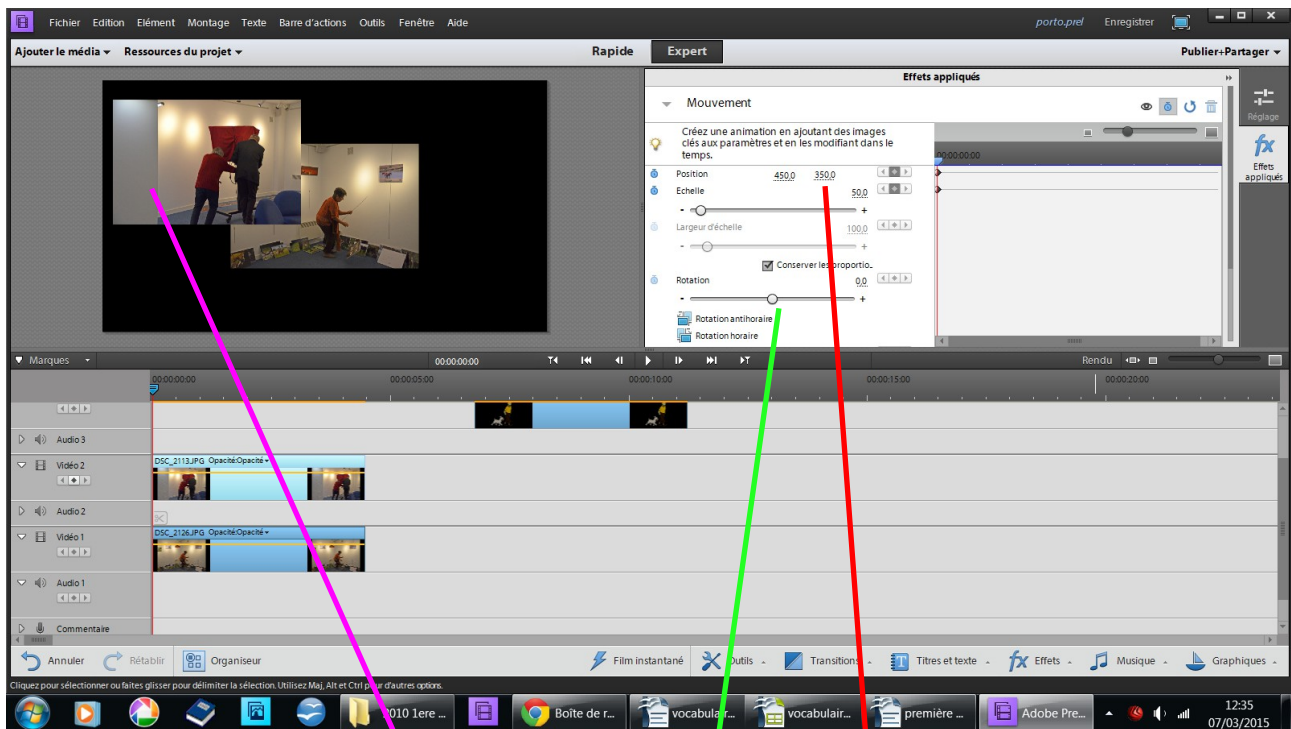 Fichier Edition Elément Montage Texte Barre d'actions Outils Fenêtre Aide porto.prel Enregistrer
Ajouter le média Ressources du projet Rapide Expert Publier+Partager
Effets appliqués
Mouvement
Réglage
Créez une animation en ajoutant des images
clés aux paramètres et en les modifiant dans le
temps.
00:00:00:00
fx
Effets
appliqués
Position 450,0 350,0
Echelle 50,0
- +
Largeur d'échelle 100,0
- +
Conserver les proportio..
Rotation 0,0
- +
Rotation antihoraire
Rotation horaire
Marques 00:00:00:00 Rendu
00:00:00:00 00:00:05:00 00:00:10:00 00:00:15:00 00:00:20:00
Audio 3
Vidéo 2 DSC_2113.JPG Opacité:Opacité
Audio 2
Vidéo 1 DSC_2126.JPG Opacité:Opacité
Audio 1
Commentaire
Annuler Rétablir Organiseur Film instantané Outils Transitions Titres et texte fx Effets Musique Graphiques
Cliquez pour sélectionner ou faites glisser pour délimiter la sélection. Utilisez Maj, Alt et Ctrl pour d'autres options.
2010 1ere ... Boîte de r... vocabulair... vocabulair... première ... Adobe Pre... 12:35
07/03/2015